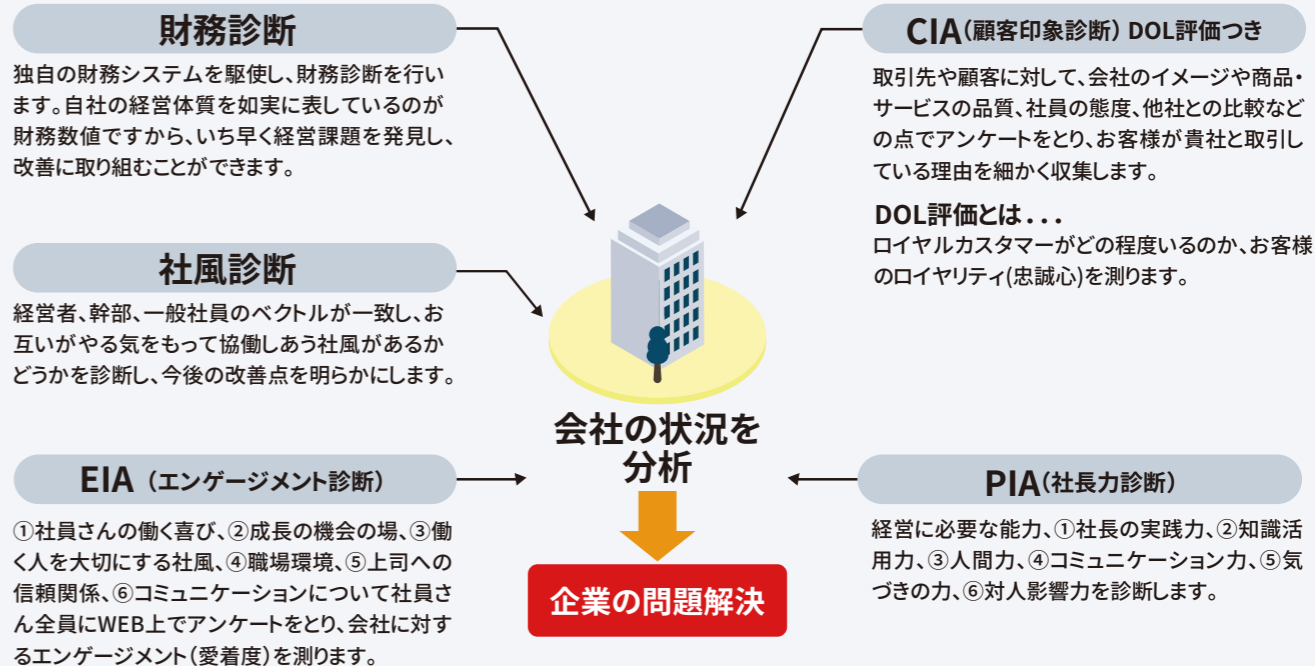 財務診断
独自の財務システムを駆使し、財務診断を行い
ます。自社の経営体質を如実に表しているのが
財務数値ですから、いち早く経営課題を発見し、
改善に取り組むことができます。
社風診断
経営者、幹部、一般社員のベクトルが一致し、お
互いがやる気をもって協働しあう社風があるか
どうかを診断し、今後の改善点を明らかにします。
EIA（エンゲージメント診断）
①社員さんの働く喜び、②成長の機会の場、③働
く人を大切にする社風、④職場環境、⑤上司への
信頼関係、⑥コミュニケーションについて社員さ
ん全員にWEB上でアンケートをとり、会社に対す
るエンゲージメント（愛着度）を測ります。
CIA(顧客印象診断) DOL評価つき
取引先や顧客に対して、会社のイメージや商品・
サービスの品質、社員の態度、他社との比較など
の点でアンケートをとり、お客様が貴社と取引し
ている理由を細かく収集します。
DOL評価とは...
ロイヤルカスタマーがどの程度いるのか、お客様
のロイヤリティ(忠誠心)を測ります。
PIA(社長力診断)
経営に必要な能力、①社長の実践力、②知識活
用力、③人間力、④コミュニケーション力、⑤気
づきの力、⑥対人影響力を診断します。
会社の状況を
分析
企業の問題解決